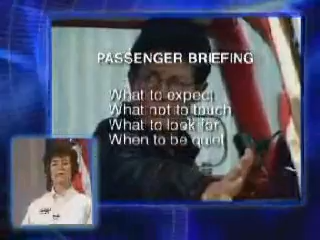 PASSENGER BRIEFING
What to expect
What not to touch
What to look for
When to be quiet